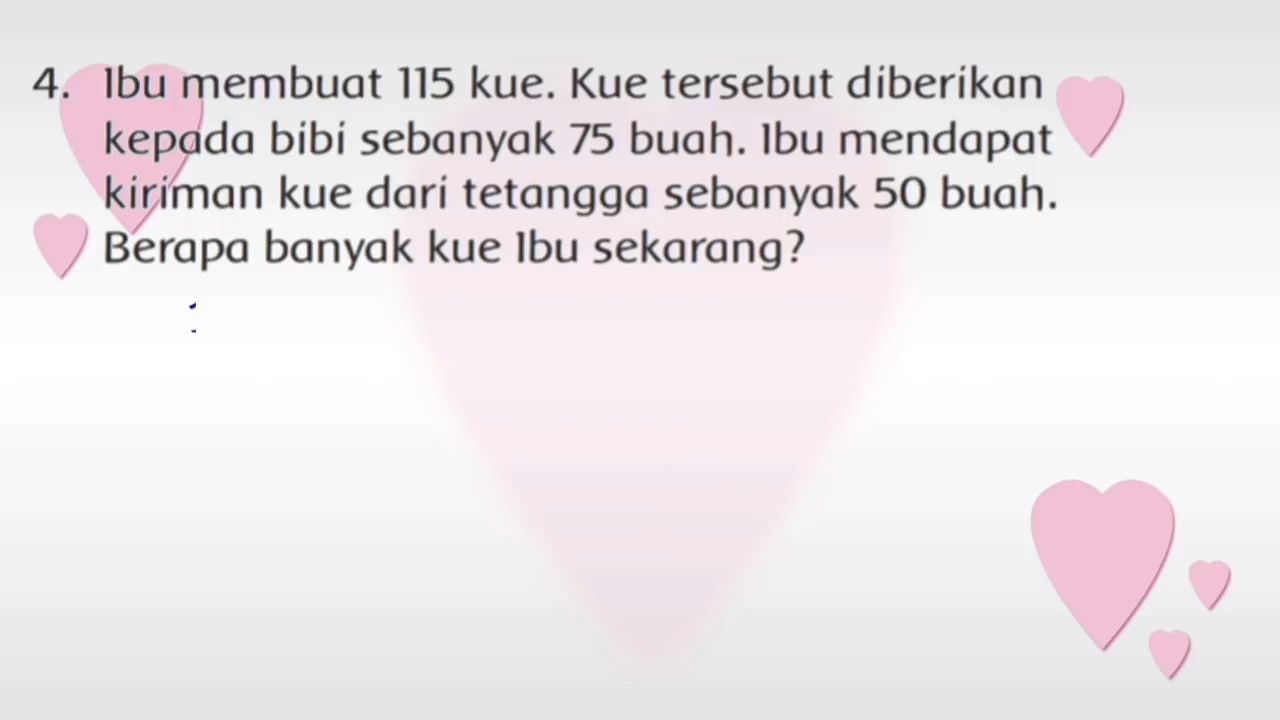 4. Ibu membuat 115 kue. Kue tersebut diberikan
kepada bibi sebanyak 75 buah. Ibu mendapat
kiriman kue dari tetangga sebanyak 50 buah.
Berapa banyak kue Ibu sekarang?